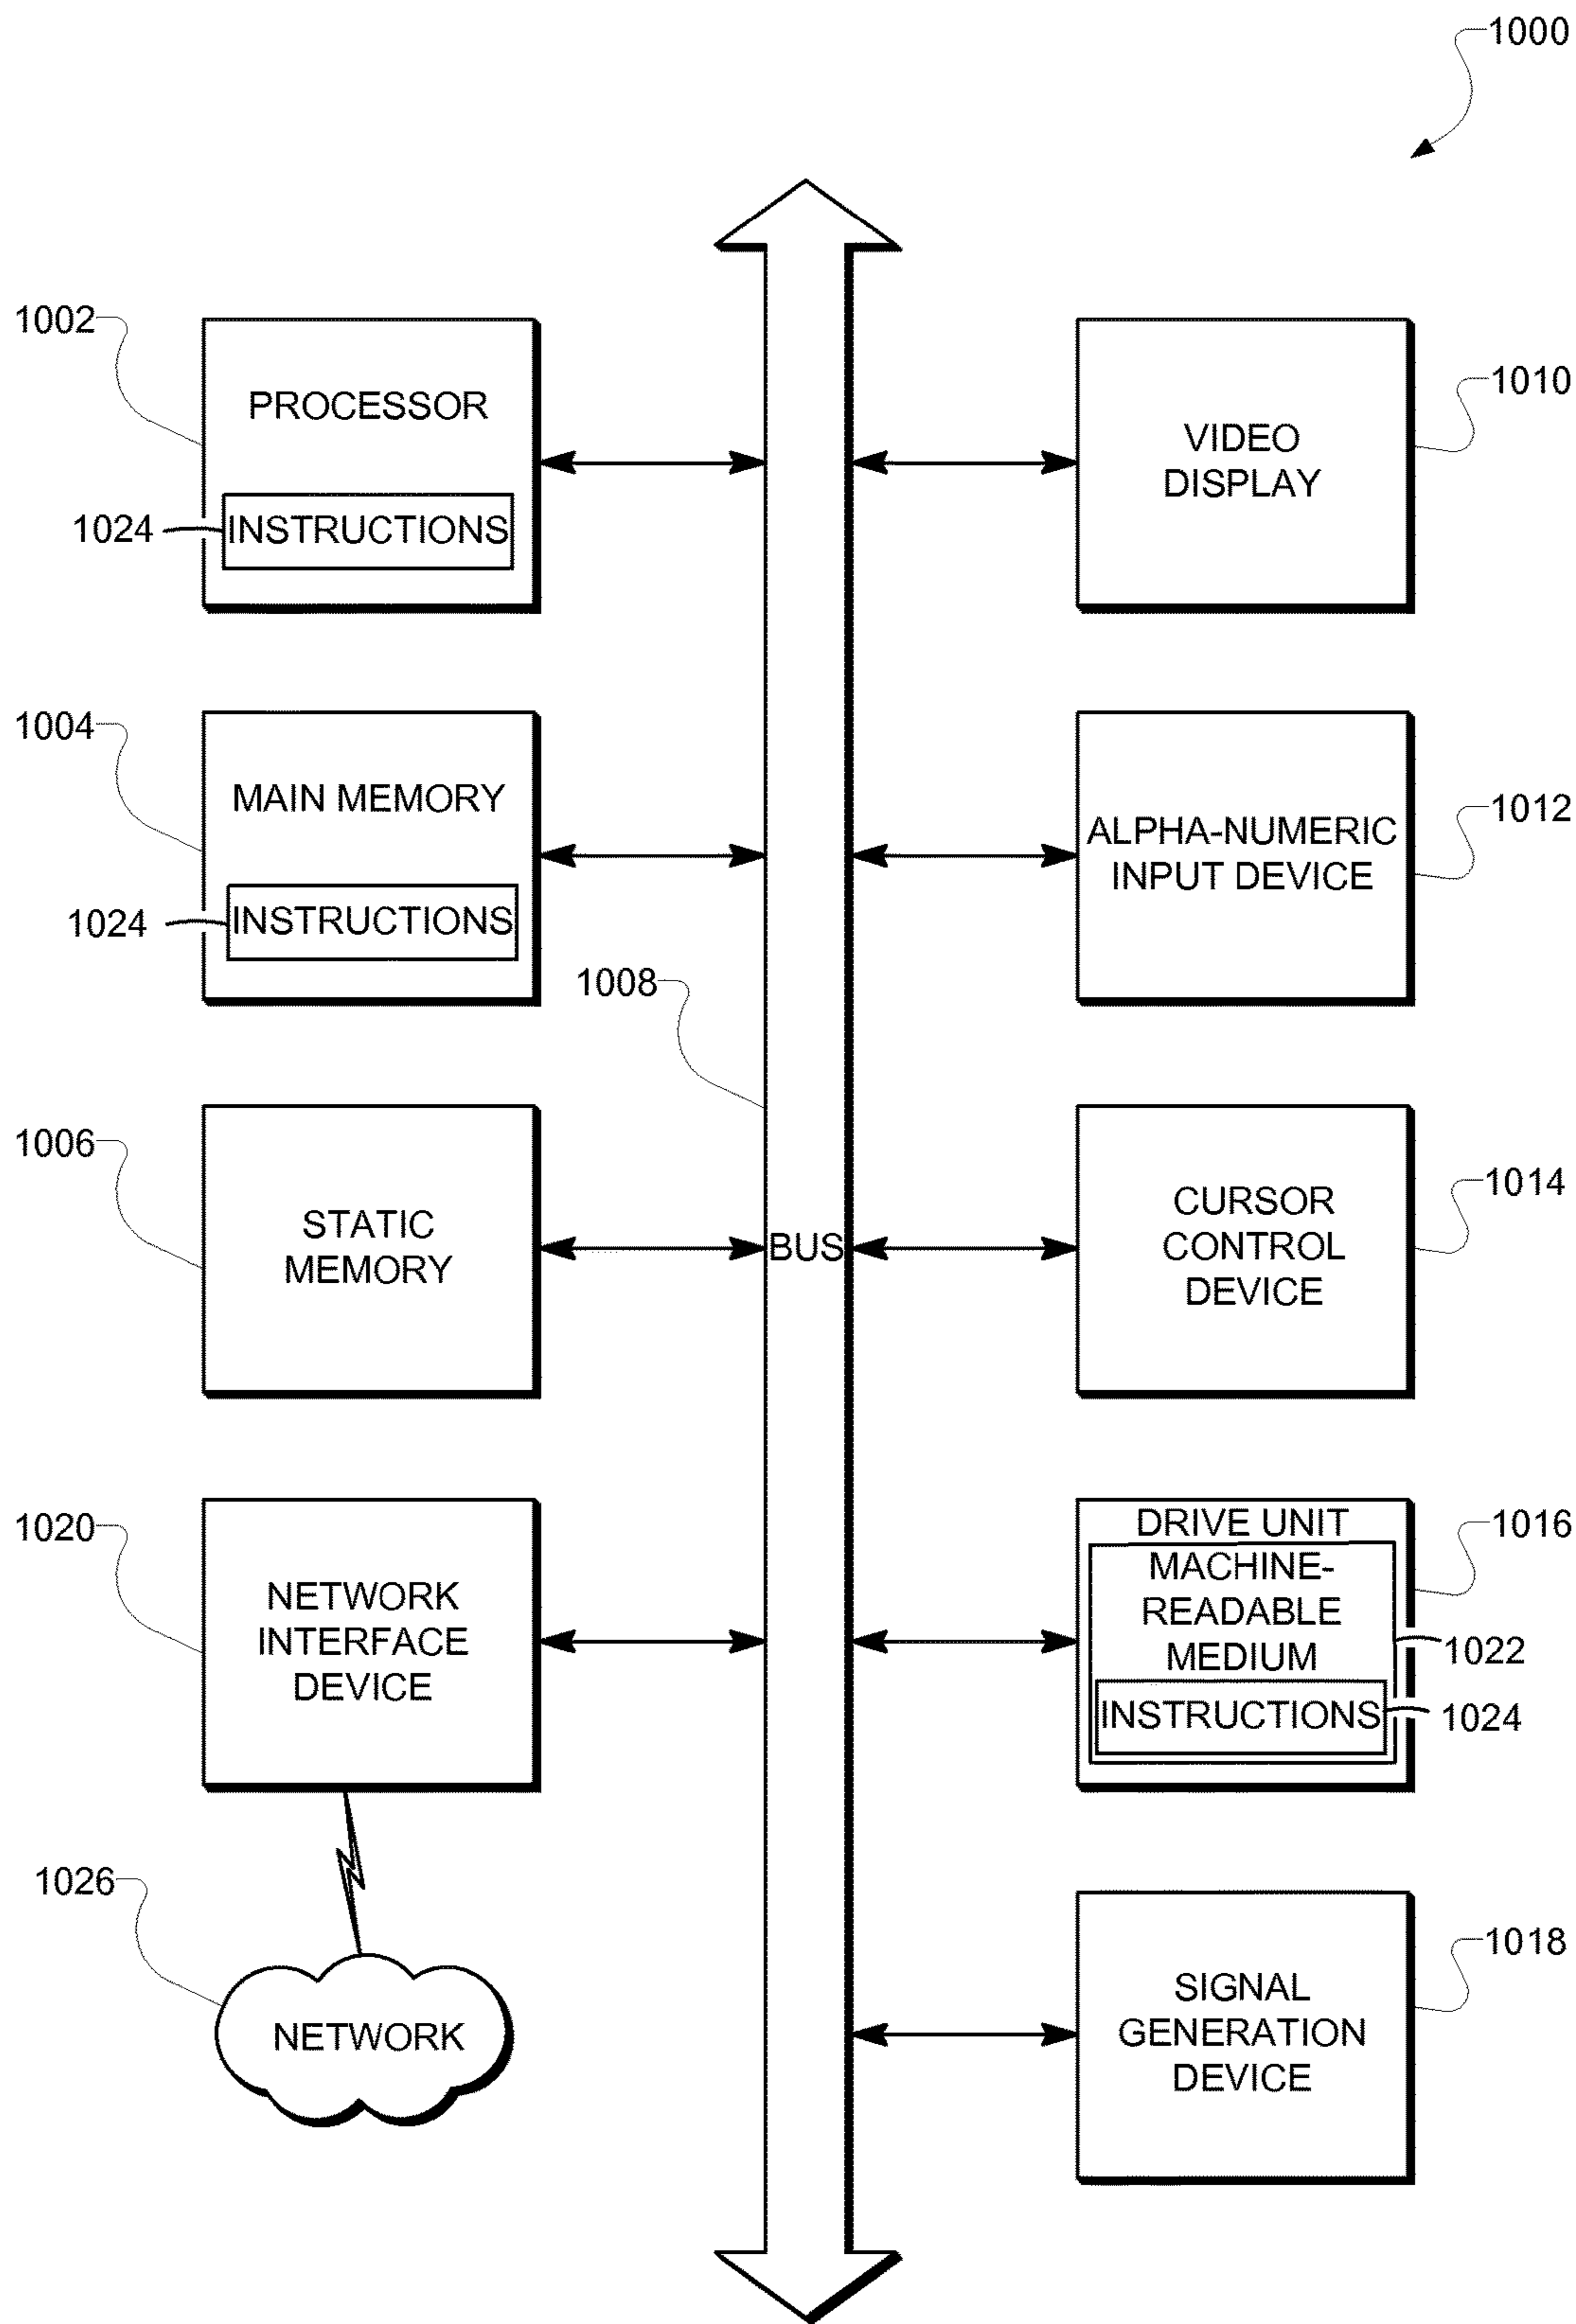 1000
1002
PROCESSOR
1024
INSTRUCTIONS
1010
VIDEO
DISPLAY
1004
MAIN MEMORY
1024
INSTRUCTIONS
1012
ALPHA-NUMERIC
INPUT DEVICE
1008
BUS
1006
STATIC
MEMORY
1014
CURSOR
CONTROL
DEVICE
1020
NETWORK
INTERFACE
DEVICE
1016
DRIVE UNIT
MACHINE-
READABLE
MEDIUM
1022
INSTRUCTIONS
1024
1026
NETWORK
1018
SIGNAL
GENERATION
DEVICE